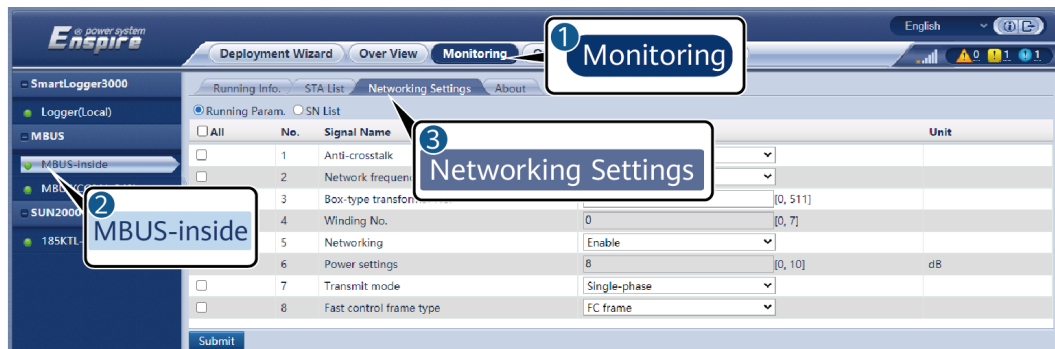 e power system
Enspire
English
Deployment Wizard
Over View
Monitoring
1
Monitoring
0
1
1
SmartLogger3000
Logger(Local)
MBUS
MBUS-inside
SUN2000
185KTL-
2
MBUS-inside
Running Info.
STA List
Networking Settings
About
Running Param.
SN List
3
Networking Settings
All No. Signal Name Unit
1 Anti-crosstalk
2 Network frequen
3 Box-type transfor [0, 511]
4 Winding No. 0 [0, 7]
5 Networking Enable
6 Power settings 8 [0, 10] dB
7 Transmit mode Single-phase
8 Fast control frame type FC frame
Submit